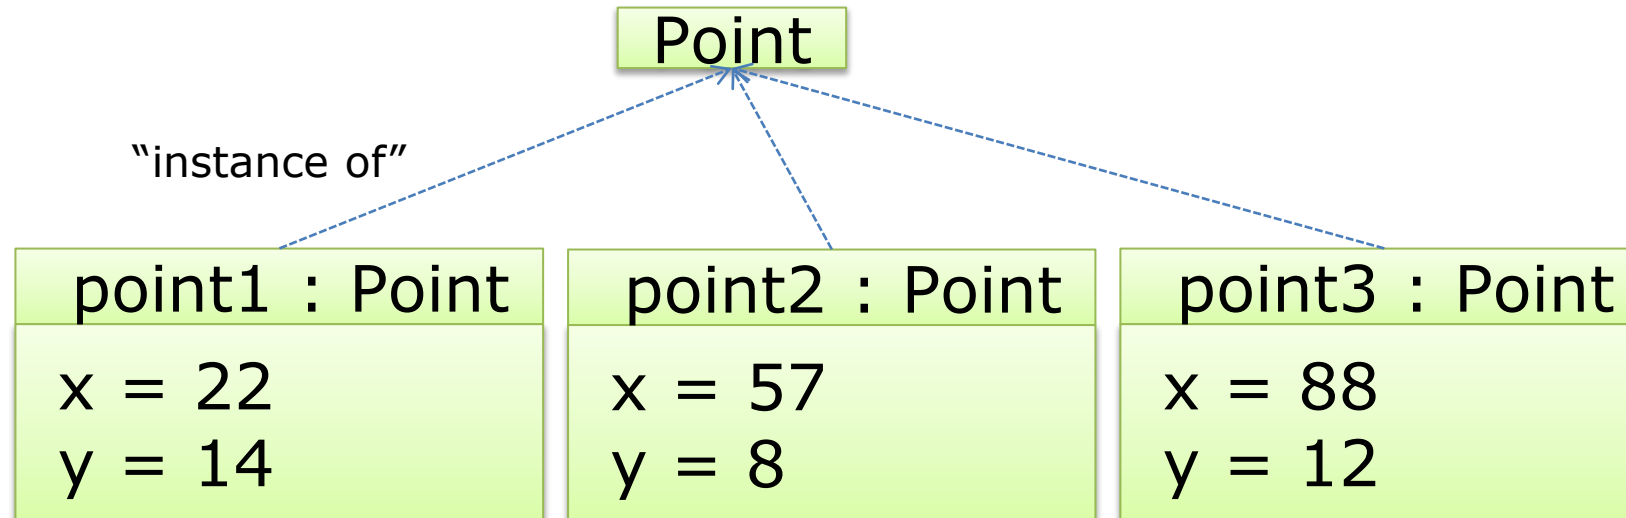 Point
“instance of”
point1 : Point
x = 22
y = 14
point2 : Point
x = 57
y = 8
point3 : Point
x = 88
y = 12